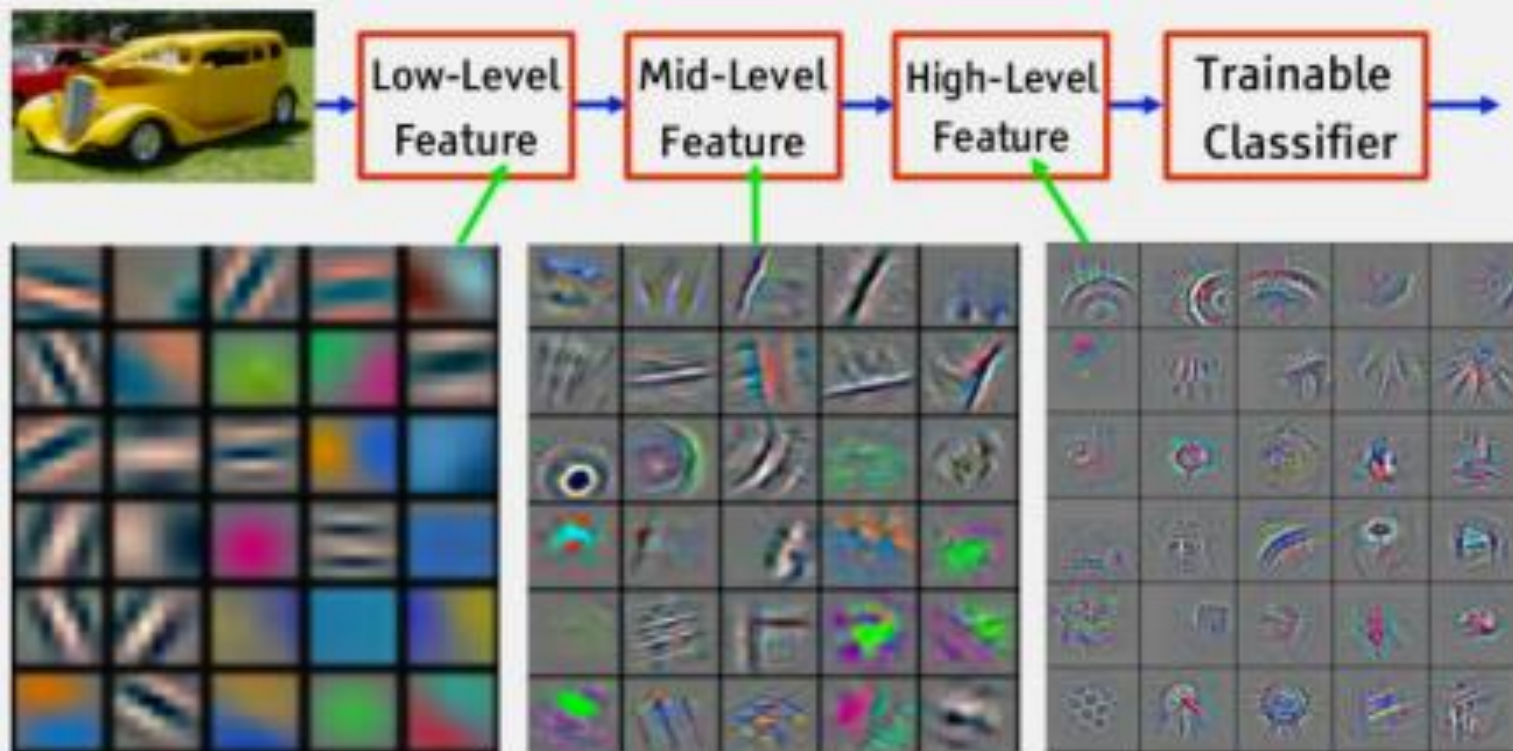 Low-Level
Feature
Mid-Level
Feature
High-Level
Feature
Trainable
Classifier